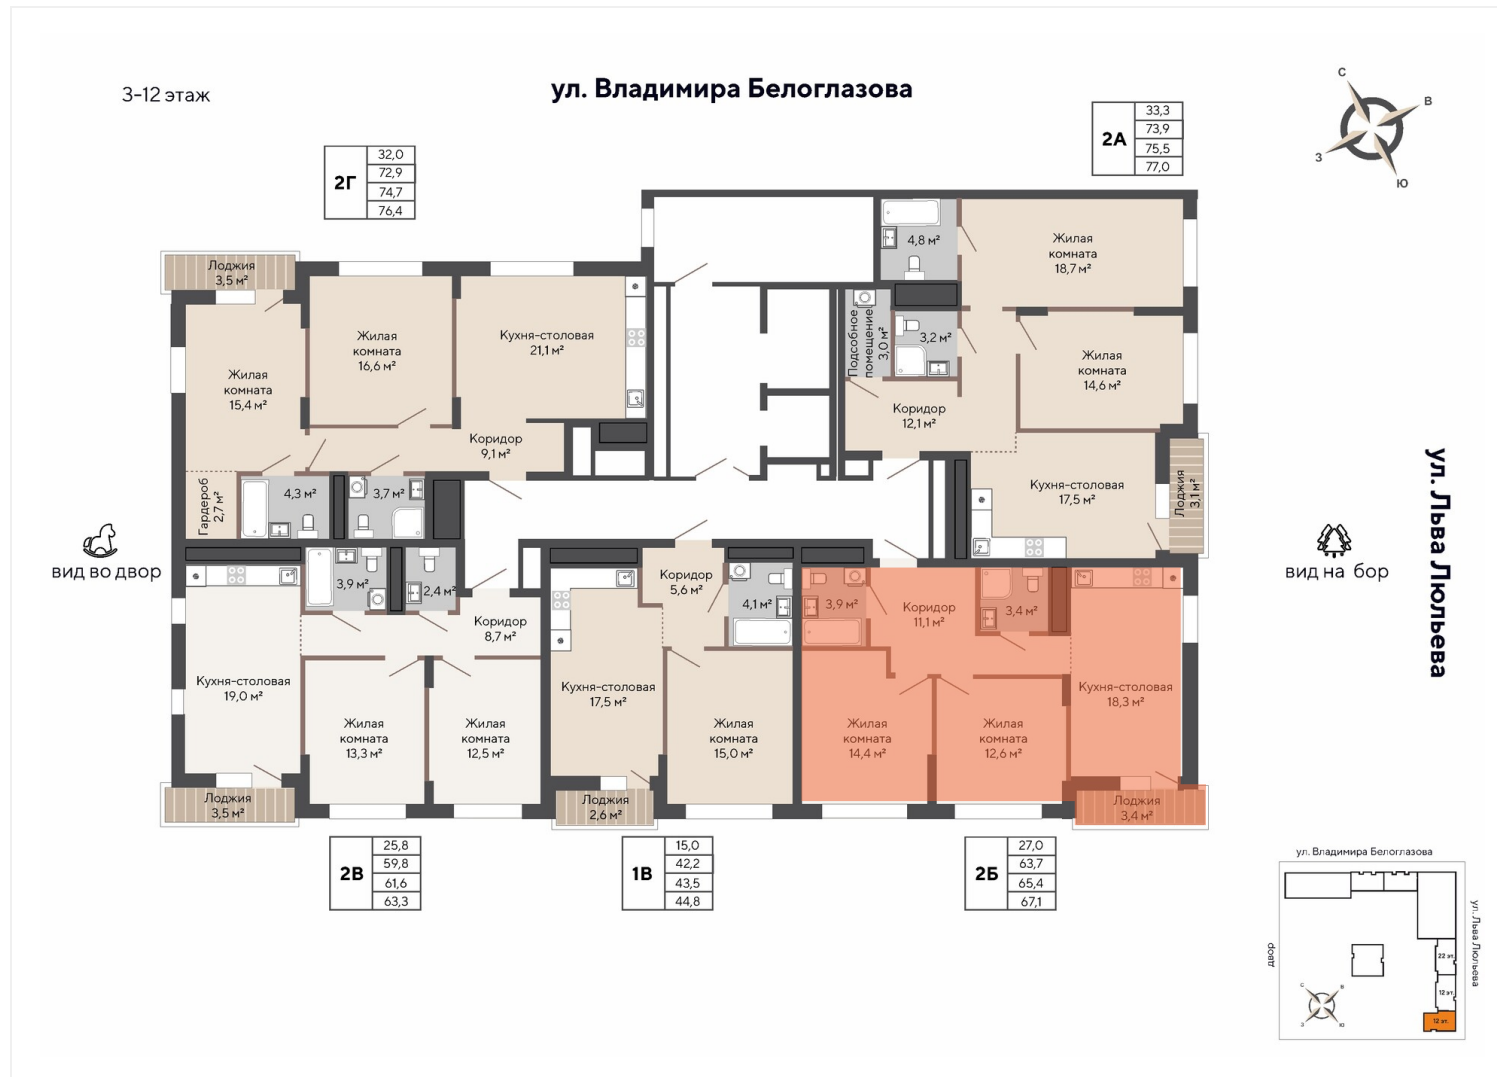 3-12 этаж
ул. Владимира Белоглазова
С
В
З
Ю
2А
33,3
73,9
75,5
77,0
2Г
32,0
72,9
74,7
76,4
Лоджия
3,5 м²
Жилая
комната
15,4 м²
Жилая
комната
16,6 м²
Кухня-столовая
21,1 м²
Коридор
9,1 м²
Гардероб
2,7 м²
4,3 м²
3,7 м²
4,8 м²
Жилая
комната
18,7 м²
Подсобное
помещение
3,0 м²
3,2 м²
Жилая
комната
14,6 м²
Коридор
12,1 м²
Кухня-столовая
17,5 м²
Лоджия
3,1 м²
ул. Льва Люльева
вид во двор
вид на бор
3,9 м²
2,4 м²
Коридор
8,7 м²
Кухня-столовая
19,0 м²
Жилая
комната
13,3 м²
Жилая
комната
12,5 м²
Лоджия
3,5 м²
Коридор
5,6 м²
4,1 м²
Кухня-столовая
17,5 м²
Жилая
комната
15,0 м²
Лоджия
2,6 м²
3,9 м²
Коридор
11,1 м²
3,4 м²
Кухня-столовая
18,3 м²
Жилая
комната
14,4 м²
Жилая
комната
12,6 м²
Лоджия
3,4 м²
2В
25,8
59,8
61,6
63,3
1В
15,0
42,2
43,5
44,8
2Б
27,0
63,7
65,4
67,1
ул. Владимира Белоглазова
ул. Льва Люльева
двор
22 эт.
12 эт.
12 эт.
С
В
З
Ю